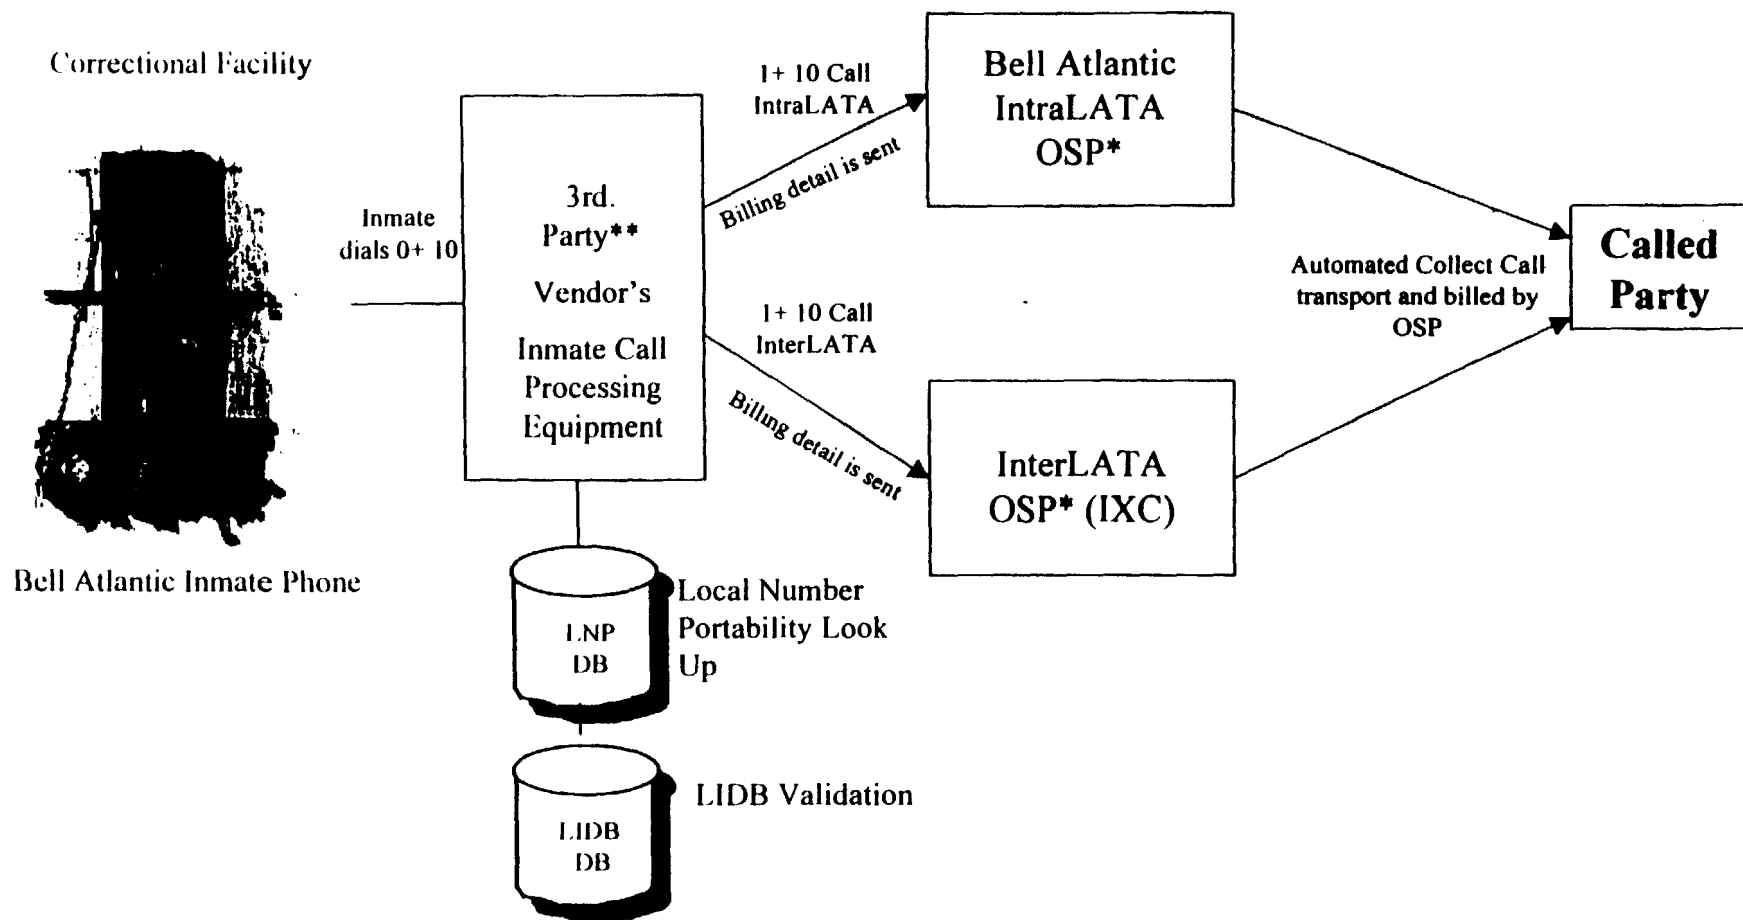 Correctional Facility
Bell Atlantic Inmate Phone
Inmate
dials 0+ 10
3rd.
Party**
Vendor's
Inmate Call
Processing
Equipment
LNP
DB
Local Number
Portability Look
Up
LIDB
DB
LIDB Validation
1+ 10 Call
IntraLATA
Billing detail is sent
1+ 10 Call
InterLATA
Billing detail is sent
Bell Atlantic
IntraLATA
OSP*
InterLATA
OSP* (IXC)
Automated Collect Call
transport and billed by
OSP
Called
Party